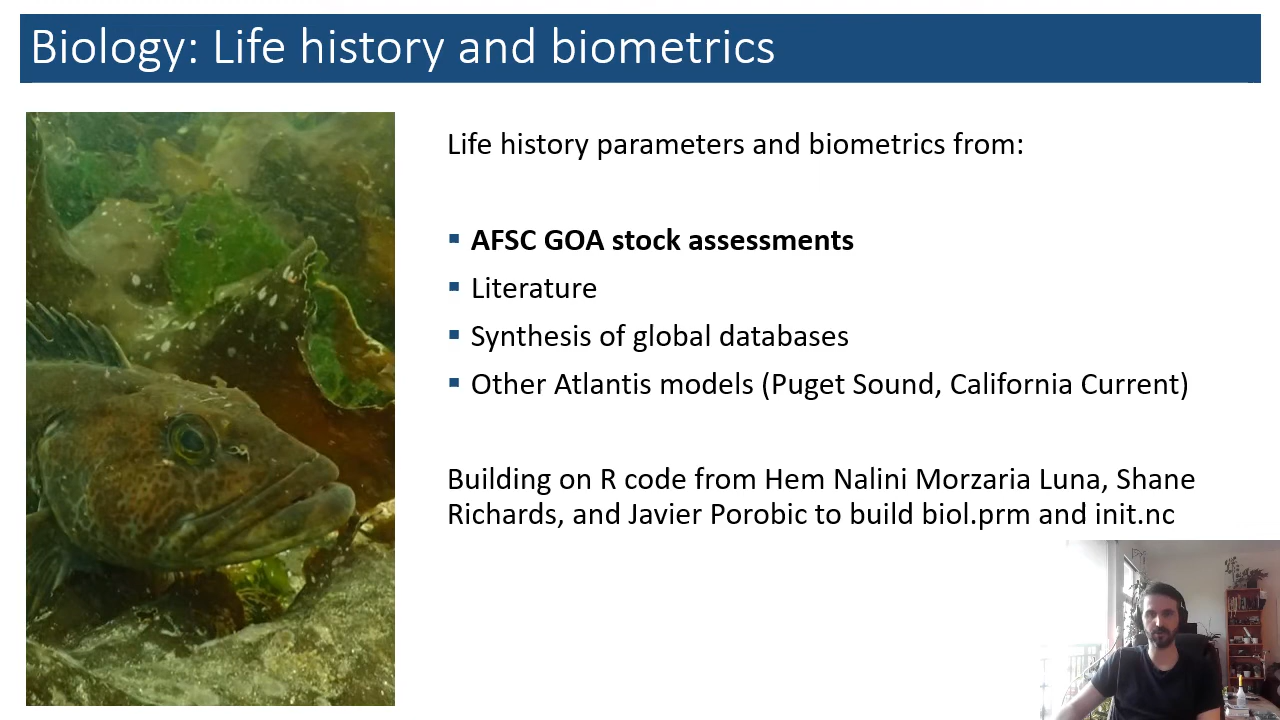 Biology: Life history and biometrics
Life history parameters and biometrics from:
▪ AFSC GOA stock assessments
▪ Literature
▪ Synthesis of global databases
▪ Other Atlantis models (Puget Sound, California Current)
Building on R code from Hem Nalini Morzaria Luna, Shane
Richards, and Javier Porobic to build biol.prm and init.nc